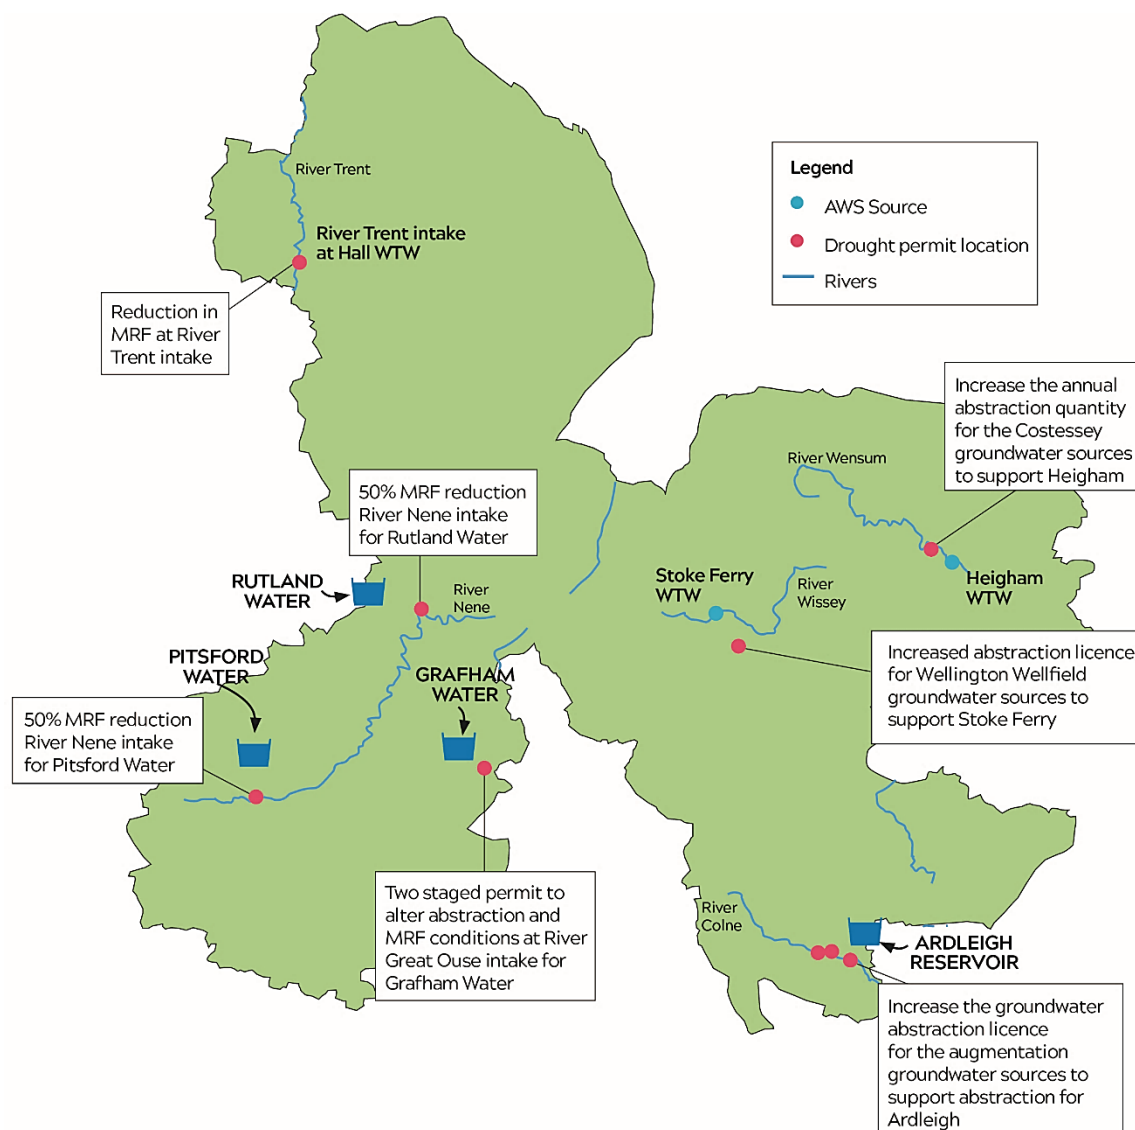 River Trent
River Trent intake
at Hall WTW
Reduction in
MRF at River
Trent intake
Legend
AWS Source
Drought permit location
Rivers
Increase the annual
abstraction quantity
for the Costessey
groundwater sources
to support Heigham
River Wensum
50% MRF reduction
River Nene intake
for Rutland Water
RUTLAND
WATER
River
Nene
Stoke Ferry
WTW
River
Wissey
Heigham
WTW
PITSFORD
WATER
GRAFHAM
WATER
Increased abstraction licence
for Wellington Wellfield
groundwater sources to
support Stoke Ferry
50% MRF reduction
River Nene intake
for Pitsford Water
Two staged permit to
alter abstraction and
MRF conditions at River
Great Ouse intake for
Grafham Water
River
Colne
ARDLEIGH
RESERVOIR
Increase the groundwater
abstraction licence
for the augmentation
groundwater sources to
support abstraction for
Ardleigh